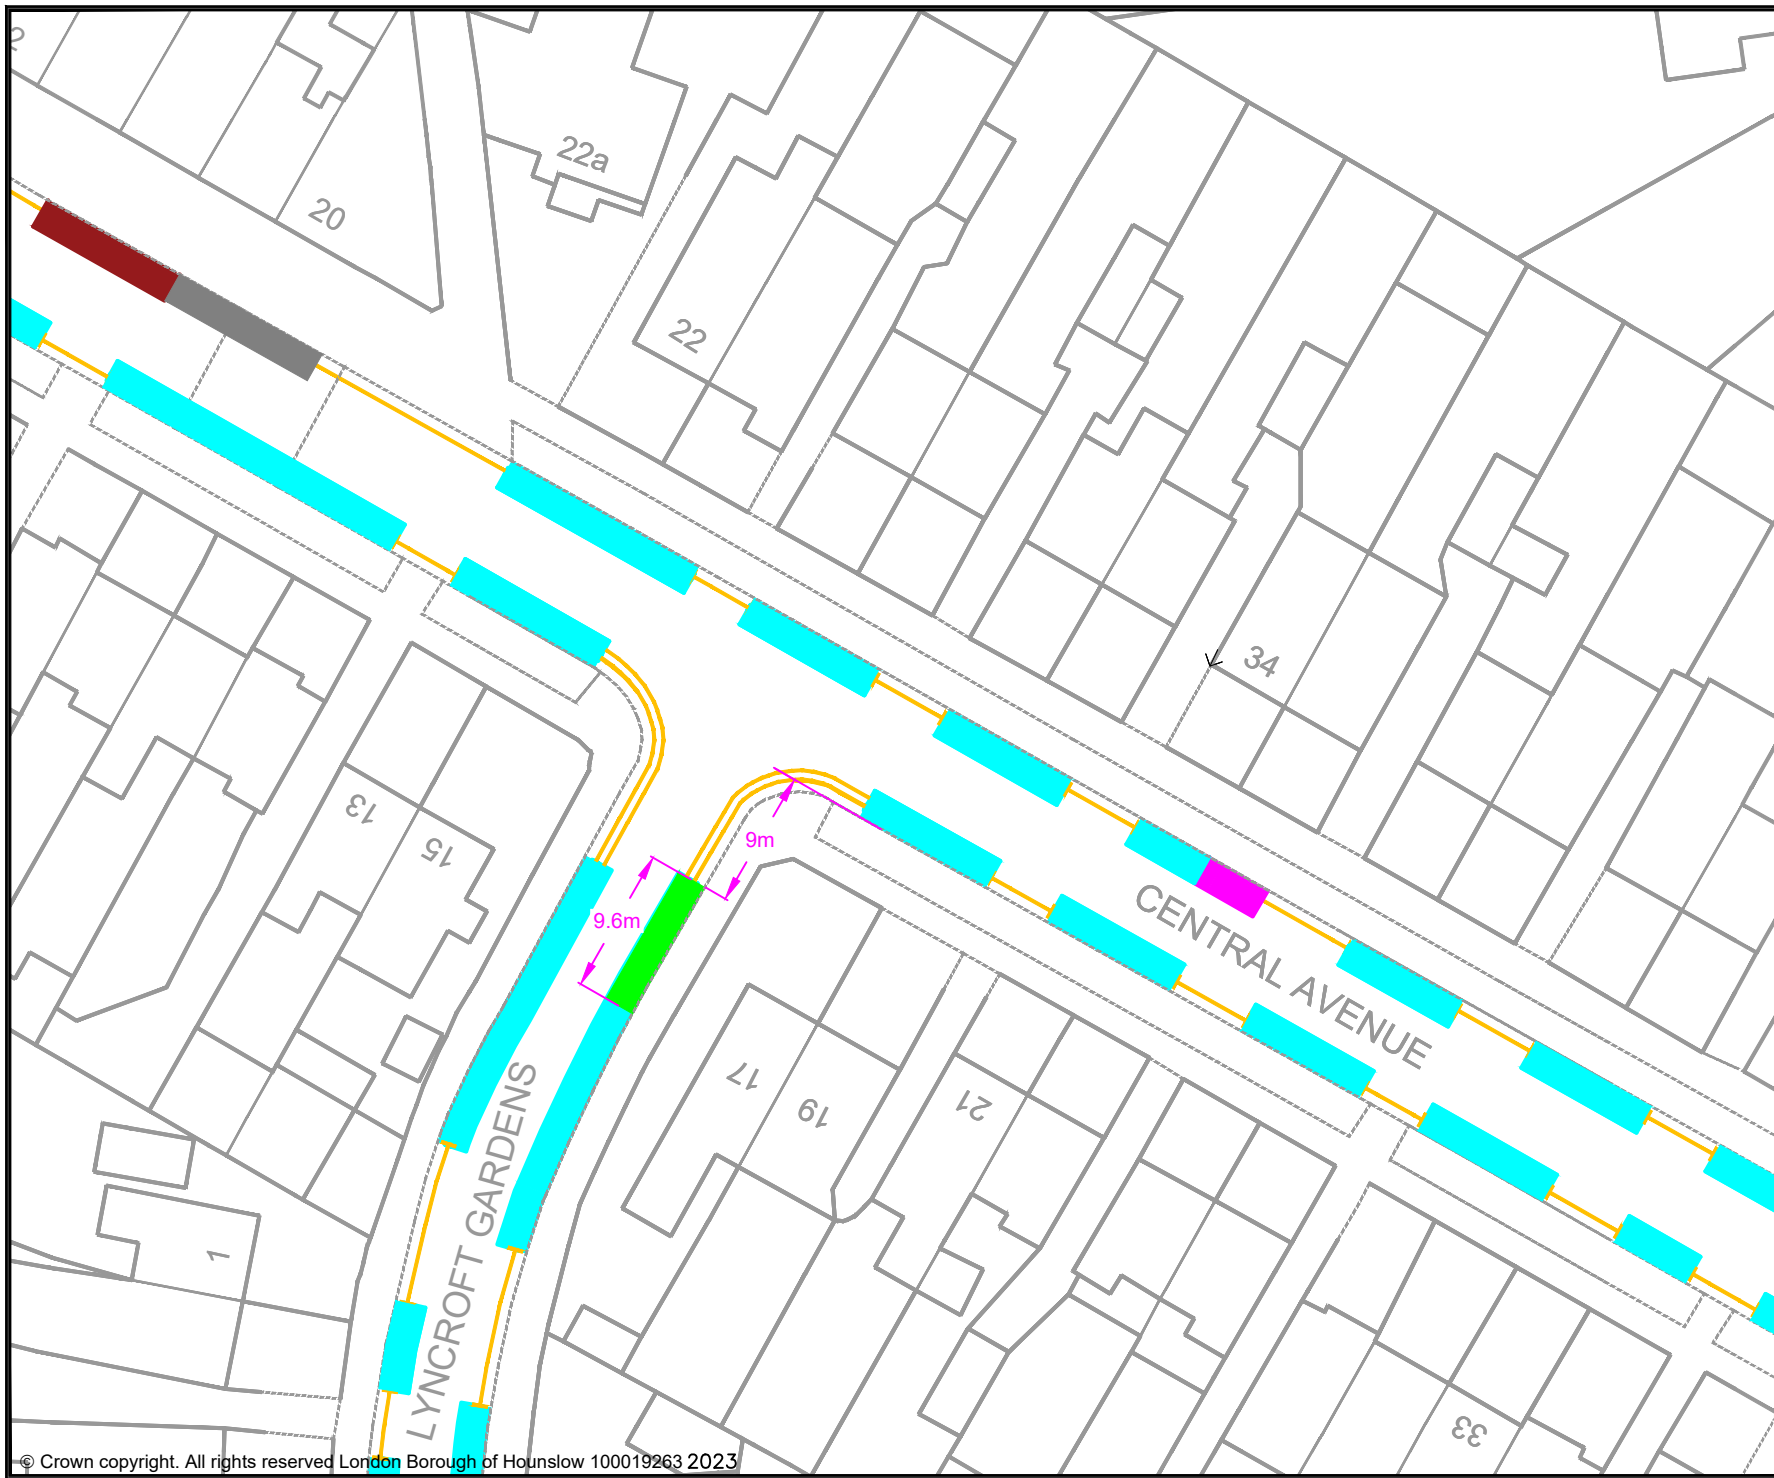 2
22a
20
22
34
13
15
9m
9.6m
CENTRAL AVENUE
17
19
21
LYNCROFT GARDENS
1
33
© Crown copyright. All rights reserved London Borough of Hounslow 100019263 2023